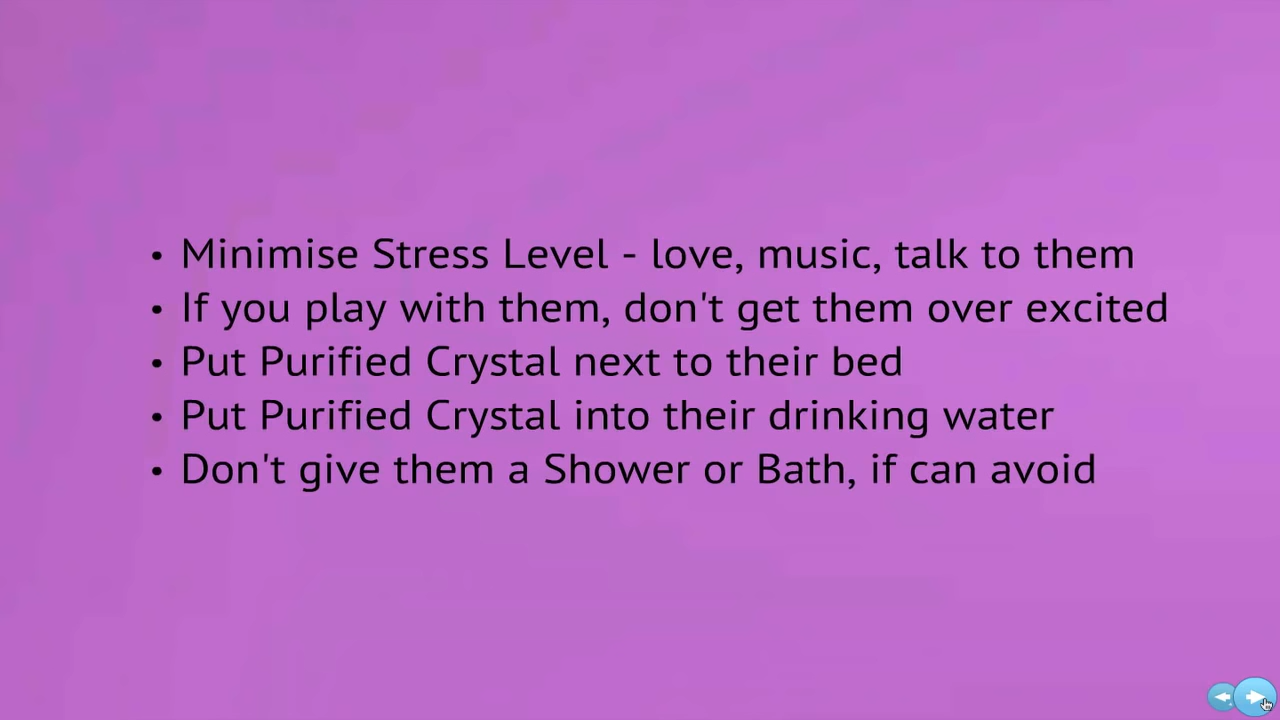 • Minimise Stress Level - love, music, talk to them
• If you play with them, don't get them over excited
• Put Purified Crystal next to their bed
• Put Purified Crystal into their drinking water
• Don't give them a Shower or Bath, if can avoid